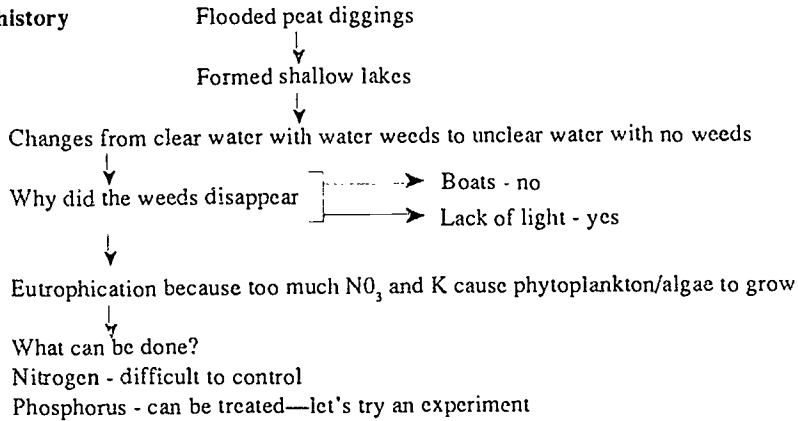 history Flooded peat diggings
Formed shallow lakes
Changes from clear water with water weeds to unclear water with no weeds
Why did the weeds disappear Boats - no
Lack of light - yes
Eutrophication because too much N0₃ and K cause phytoplankton/algae to grow
What can be done?
Nitrogen - difficult to control
Phosphorus - can be treated—let's try an experiment